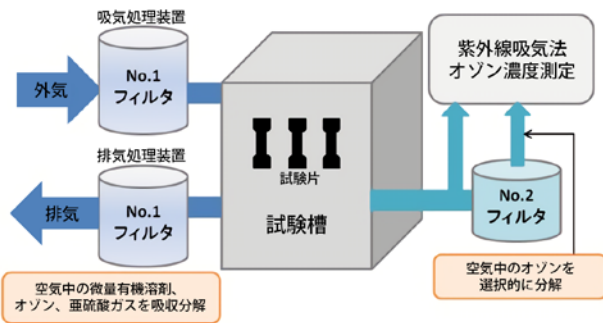 吸気処理装置
外気
No.1
フィルタ
排気処理装置
排気
No.1
フィルタ
空気中の微量有機溶剤、
オゾン、亜硫酸ガスを吸収分解
試験片
試験槽
紫外線吸気法
オゾン濃度測定
No.2
フィルタ
空気中のオゾンを
選択的に分解